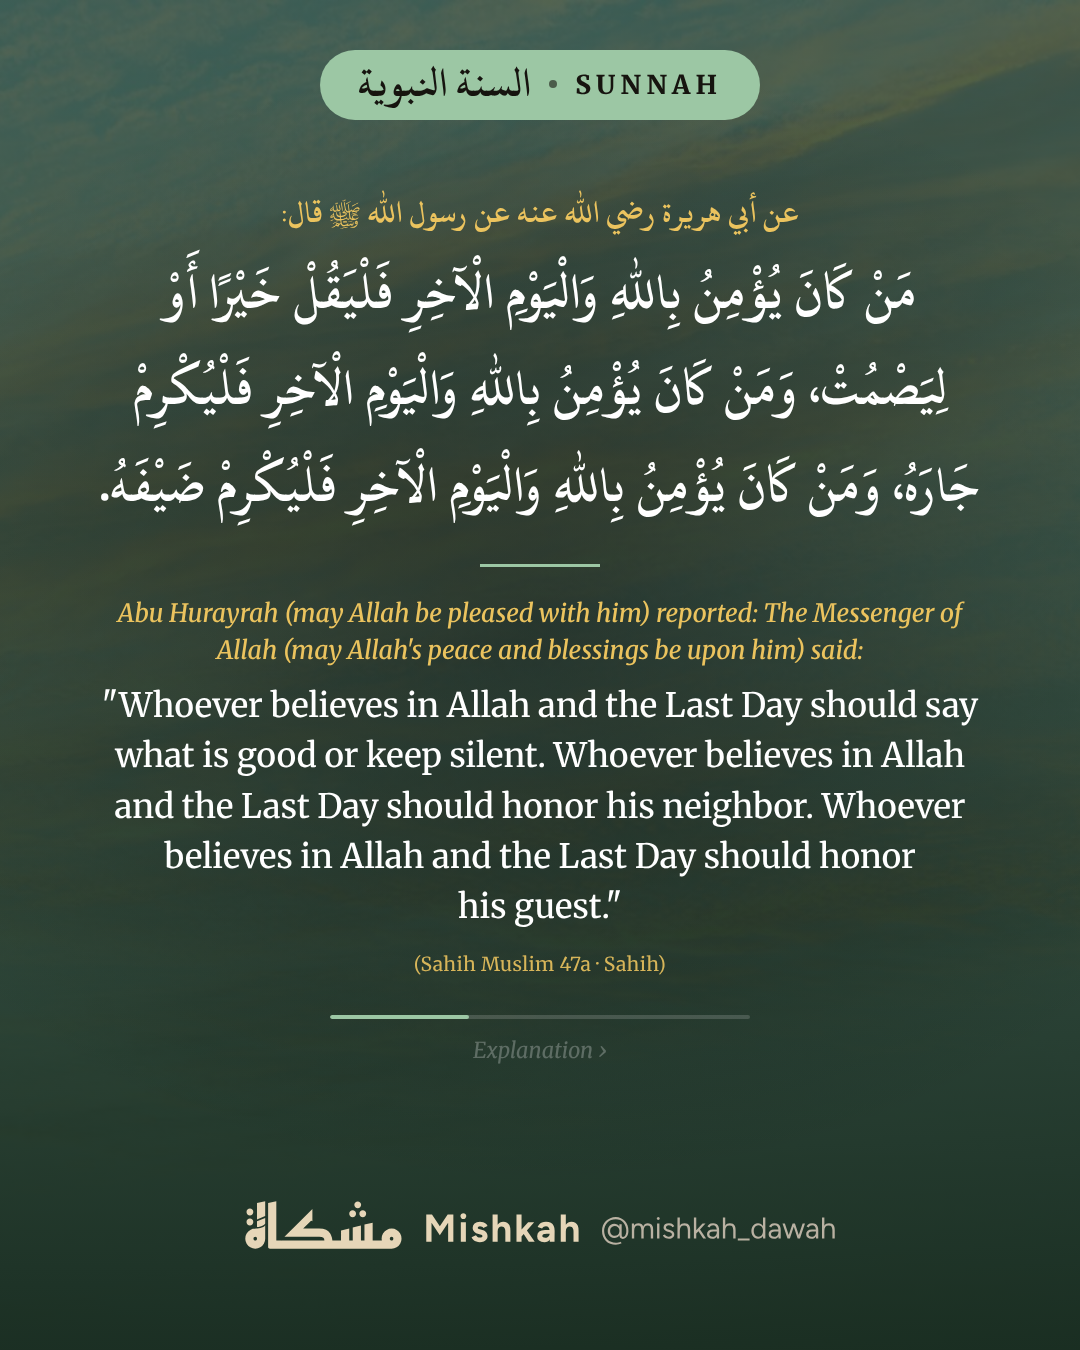 السنة النبوية • SUNNAH
عن أبي هريرة رضي الله عنه عن رسول الله ﷺ قال:
مَنْ كَانَ يُؤْمِنُ بِاللهِ وَالْيَوْمِ الْآخِرِ فَلْيَقُلْ خَيْرًا أَوْ
لِيَصْمُتْ، وَمَنْ كَانَ يُؤْمِنُ بِاللهِ وَالْيَوْمِ الْآخِرِ فَلْيُكْرِمْ
جَارَهُ، وَمَنْ كَانَ يُؤْمِنُ بِاللهِ وَالْيَوْمِ الْآخِرِ فَلْيُكْرِمْ ضَيْفَهُ.
Abu Hurayrah (may Allah be pleased with him) reported: The Messenger of
Allah (may Allah's peace and blessings be upon him) said:
"Whoever believes in Allah and the Last Day should say
what is good or keep silent. Whoever believes in Allah
and the Last Day should honor his neighbor. Whoever
believes in Allah and the Last Day should honor
his guest."
(Sahih Muslim 47a · Sahih)
Explanation ›
مشكاة Mishkah @mishkah_dawah